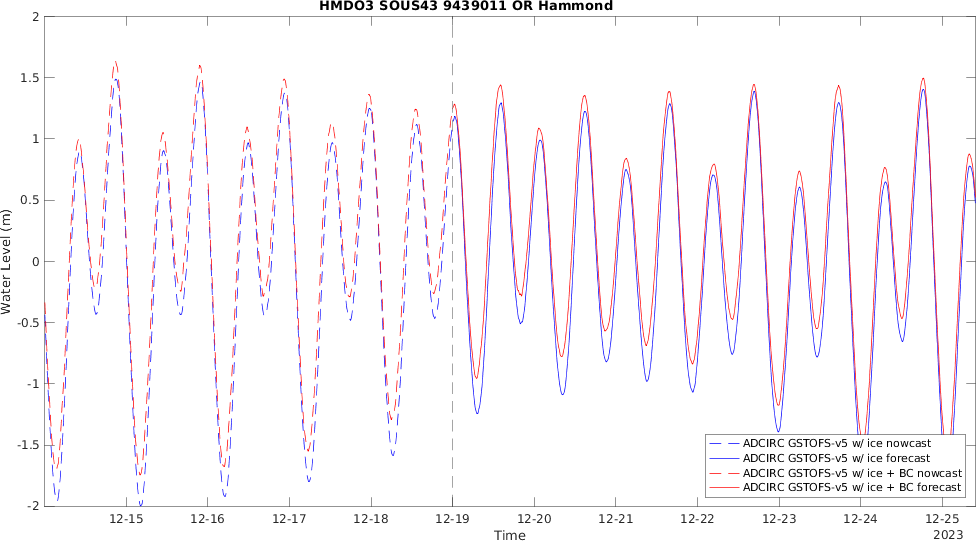 HMDO3 SOUS43 9439011 OR Hammond
2
1.5
1
0.5
0
-0.5
-1
-1.5
-2
Water Level (m)
12-15 12-16 12-17 12-18 12-19 12-20 12-21 12-22 12-23 12-24 12-25
Time
2023
ADCIRC GSTOFS-v5 w/ ice nowcast
ADCIRC GSTOFS-v5 w/ ice forecast
ADCIRC GSTOFS-v5 w/ ice + BC nowcast
ADCIRC GSTOFS-v5 w/ ice + BC forecast